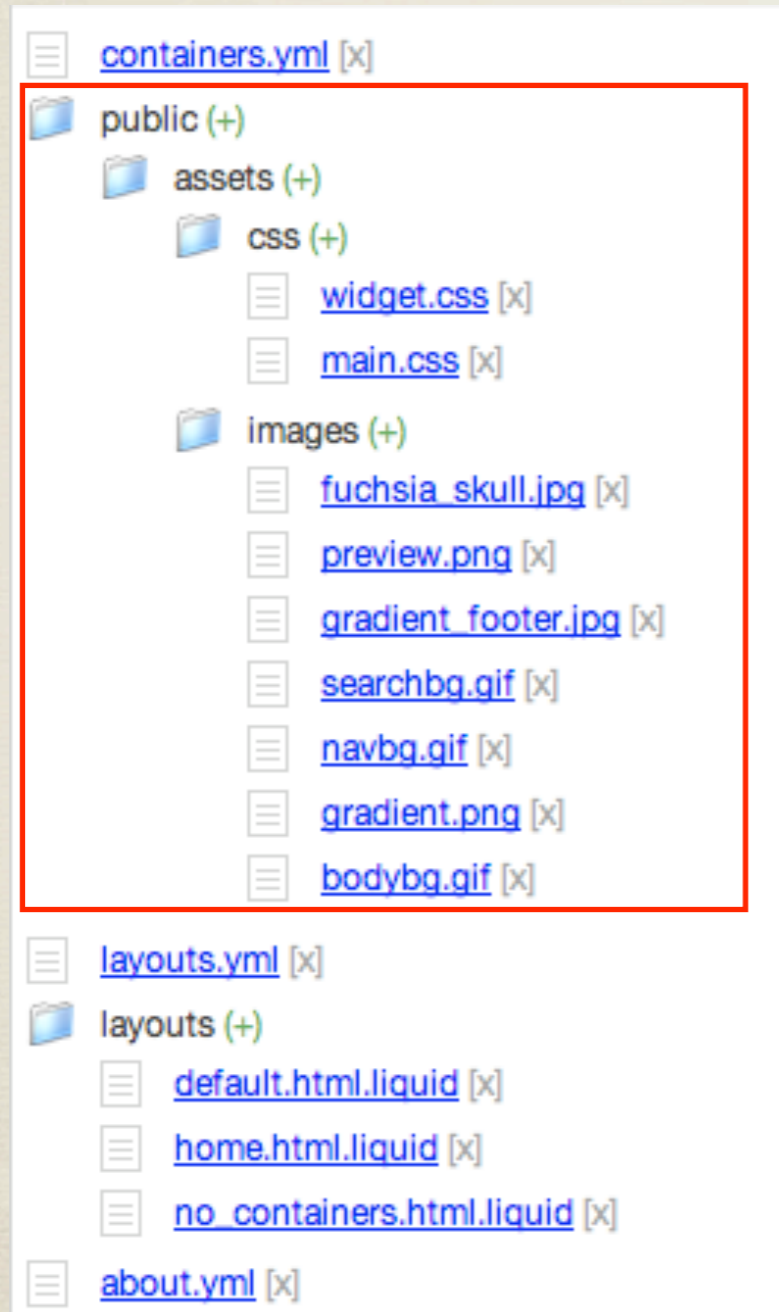 containers.yml [x]
public (+)
assets (+)
css (+)
widget.css [x]
main.css [x]
images (+)
fuchsia_skull.jpg [x]
preview.png [x]
gradient_footer.jpg [x]
searchbg.gif [x]
navbg.gif [x]
gradient.png [x]
bodybg.gif [x]
layouts.yml [x]
layouts (+)
default.html.liquid [x]
home.html.liquid [x]
no_containers.html.liquid [x]
about.yml [x]